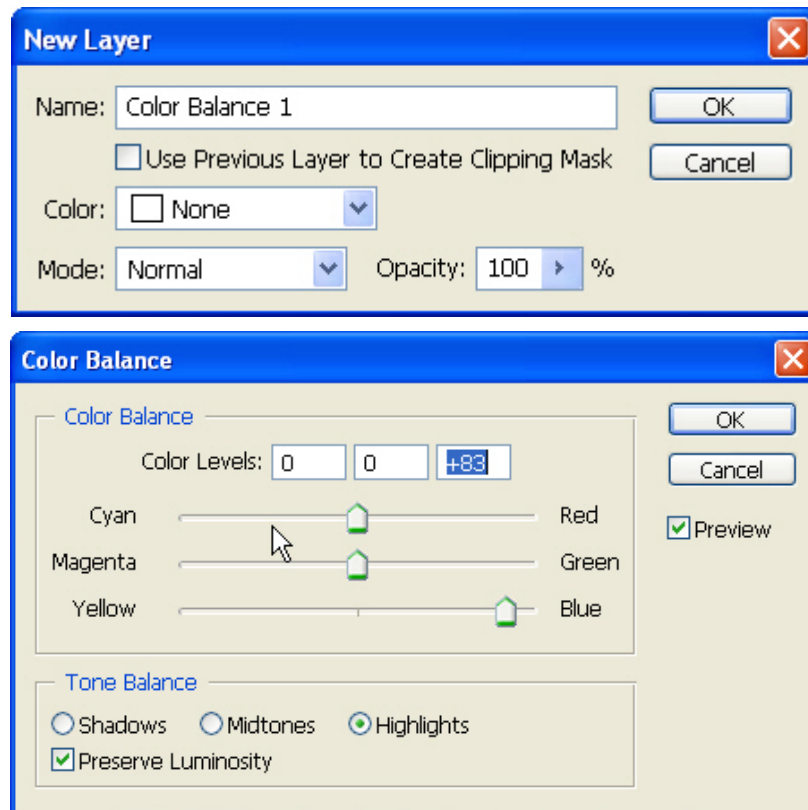 New Layer
Name: Color Balance 1 OK
Use Previous Layer to Create Clipping Mask Cancel
Color: None
Mode: Normal Opacity: 100 %
Color Balance
Color Balance OK
Color Levels: 0 0 +83 Cancel
Cyan Red Preview
Magenta Green
Yellow Blue
Tone Balance
Shadows Midtones Highlights
Preserve Luminosity